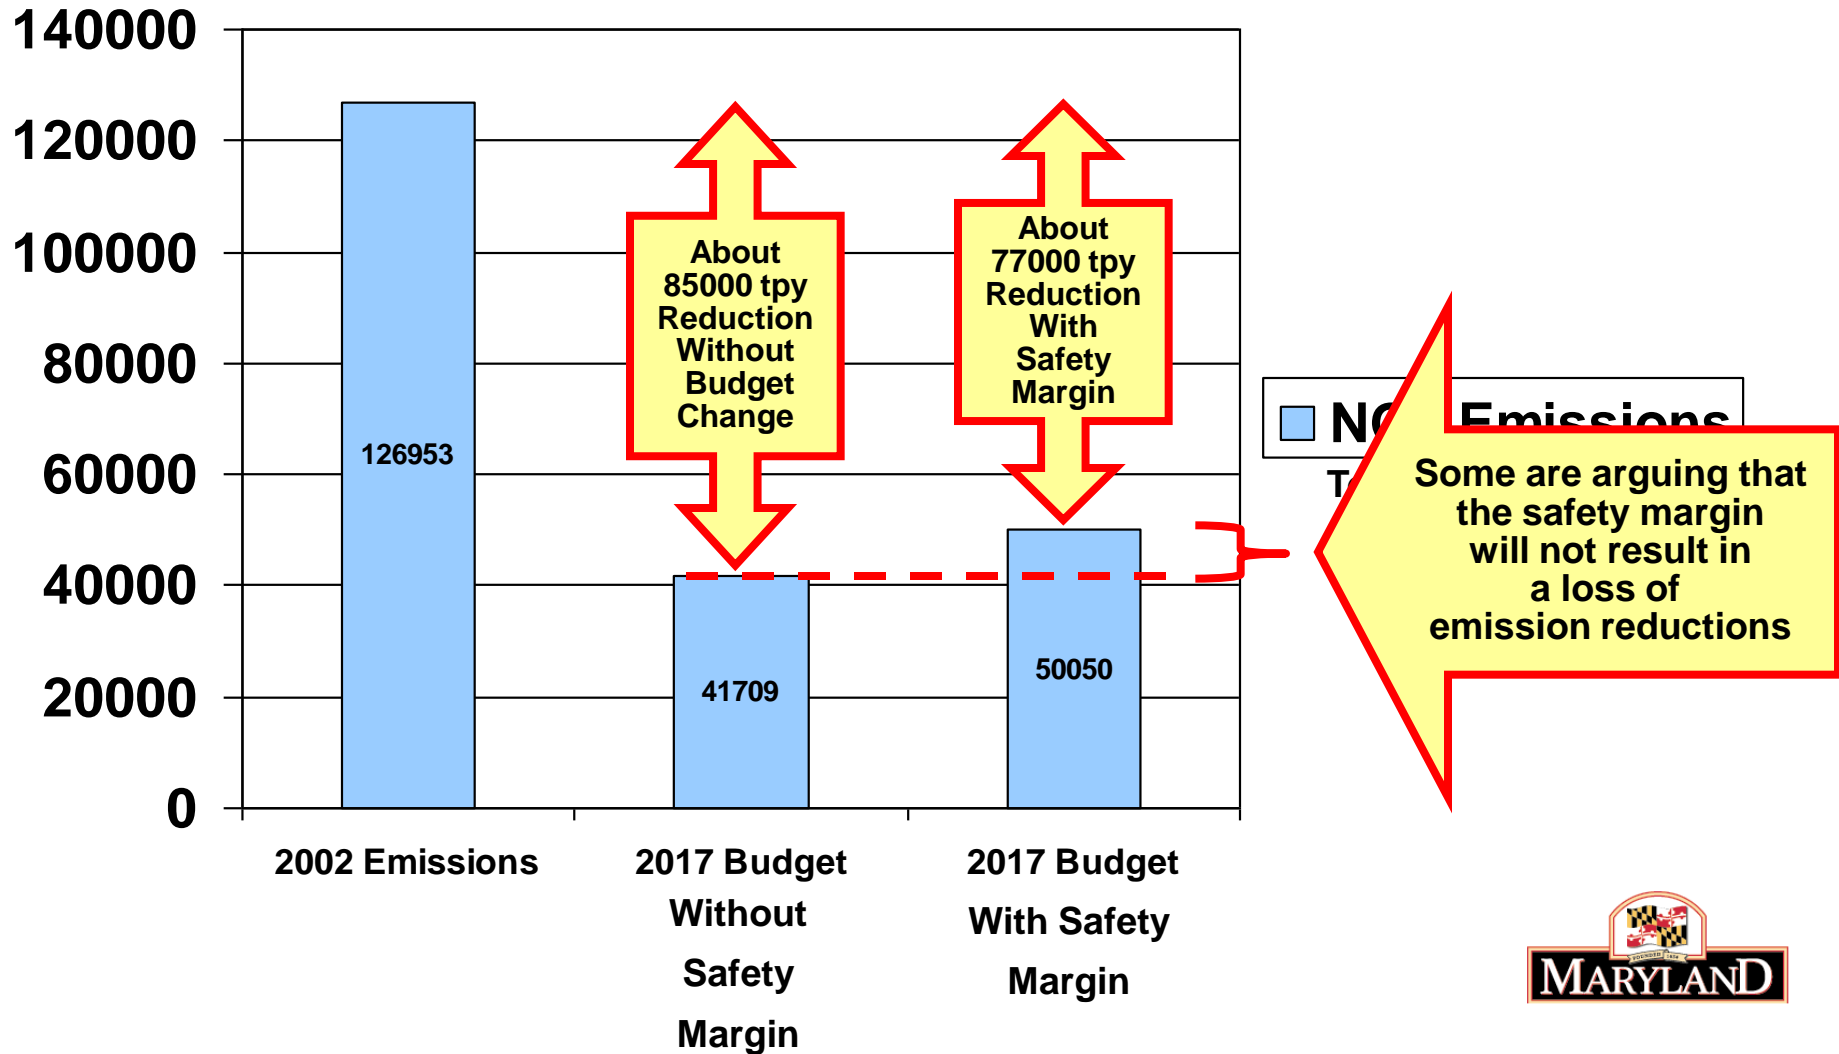 140000
120000
100000
80000
60000
40000
20000
0
126953
41709
50050
About
85000 tpy
Reduction
Without
Budget
Change
About
77000 tpy
Reduction
With
Safety
Margin
Emissions
Some are arguing that
the safety margin
will not result in
a loss of
emission reductions
2002 Emissions
2017 Budget
Without
Safety
Margin
2017 Budget
With Safety
Margin
MARYLAND